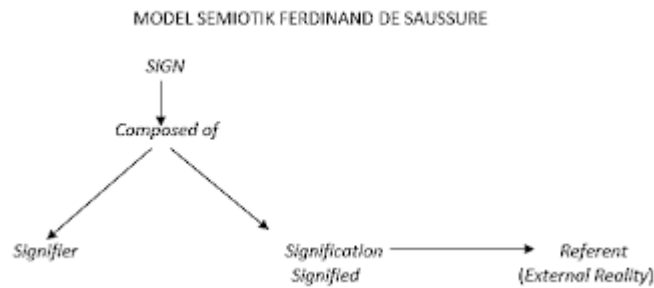 MODEL SEMIOTIK FERDINAND DE SAUSSURE
SIGN
Composed of
Signifier
Signification
Signified
Referent
(External Reality)